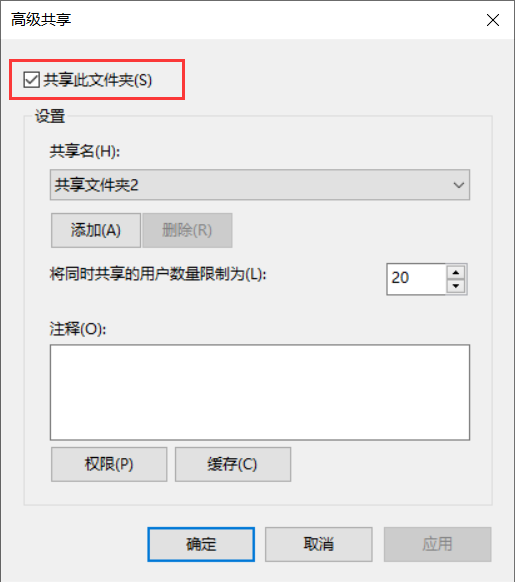 高级共享
共享此文件夹(S)
设置
共享名(H):
共享文件夹2
添加(A) 删除(R)
将同时共享的用户数量限制为(L): 20
注释(O):
权限(P) 缓存(C)
确定 取消 应用